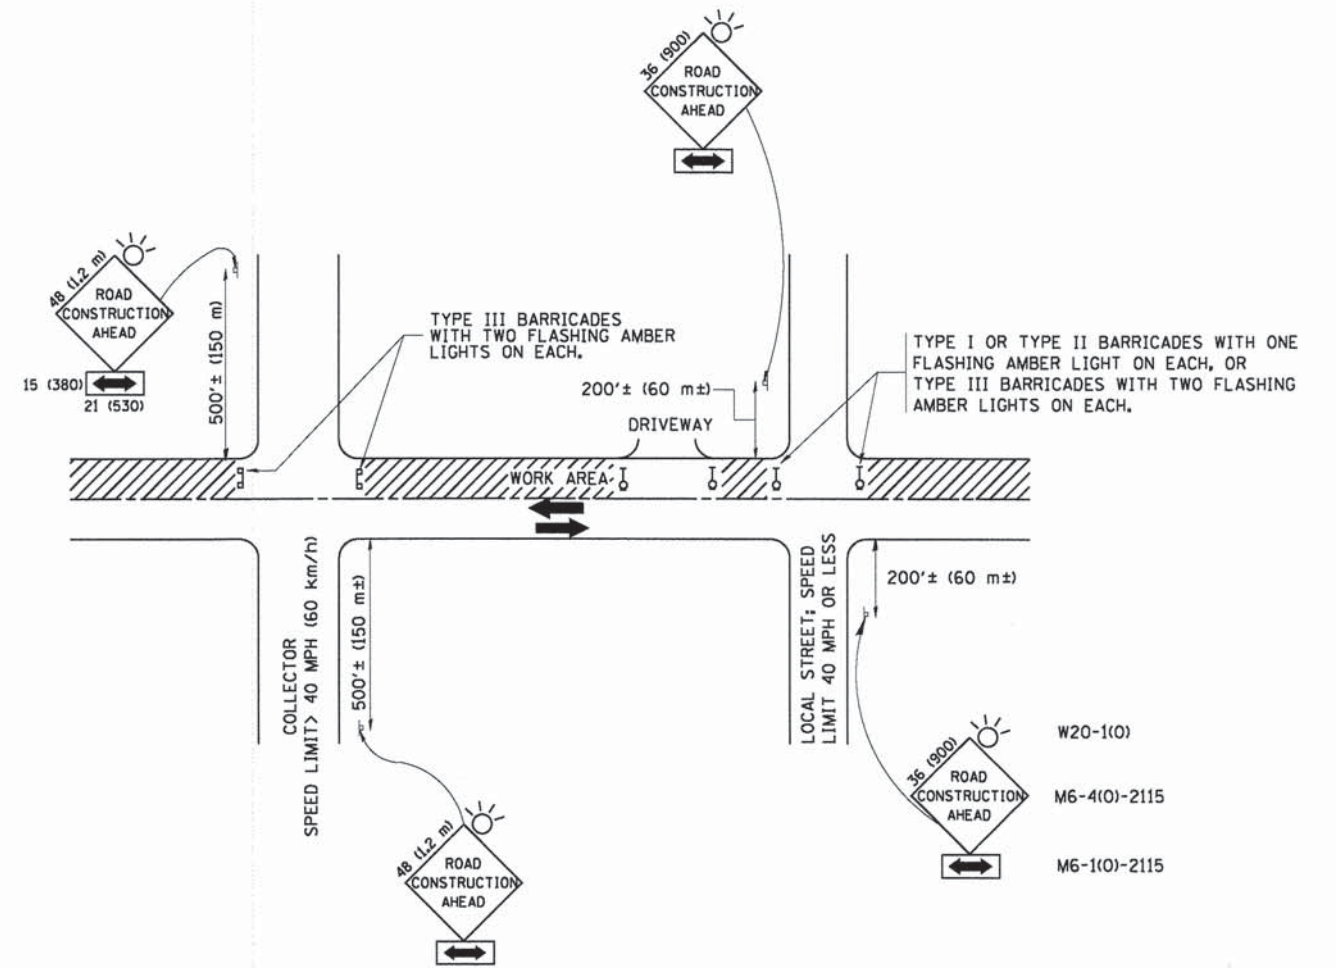 36 (900)
ROAD
CONSTRUCTION
AHEAD
48 (1.2 m)
ROAD
CONSTRUCTION
AHEAD
15 (380)
21 (530)
500'± (150 m)
TYPE III BARRICADES
WITH TWO FLASHING AMBER
LIGHTS ON EACH.
TYPE I OR TYPE II BARRICADES WITH ONE
FLASHING AMBER LIGHT ON EACH, OR
TYPE III BARRICADES WITH TWO FLASHING
AMBER LIGHTS ON EACH.
200'± (60 m±)
DRIVEWAY
WORK AREA
COLLECTOR
SPEED LIMIT> 40 MPH (60 km/h)
500'± (150 m±)
LOCAL STREET: SPEED
LIMIT 40 MPH OR LESS
200'± (60 m±)
36 (900)
ROAD
CONSTRUCTION
AHEAD
W20-1(O)
M6-4(O)-2115
M6-1(O)-2115
48 (1.2 m)
ROAD
CONSTRUCTION
AHEAD